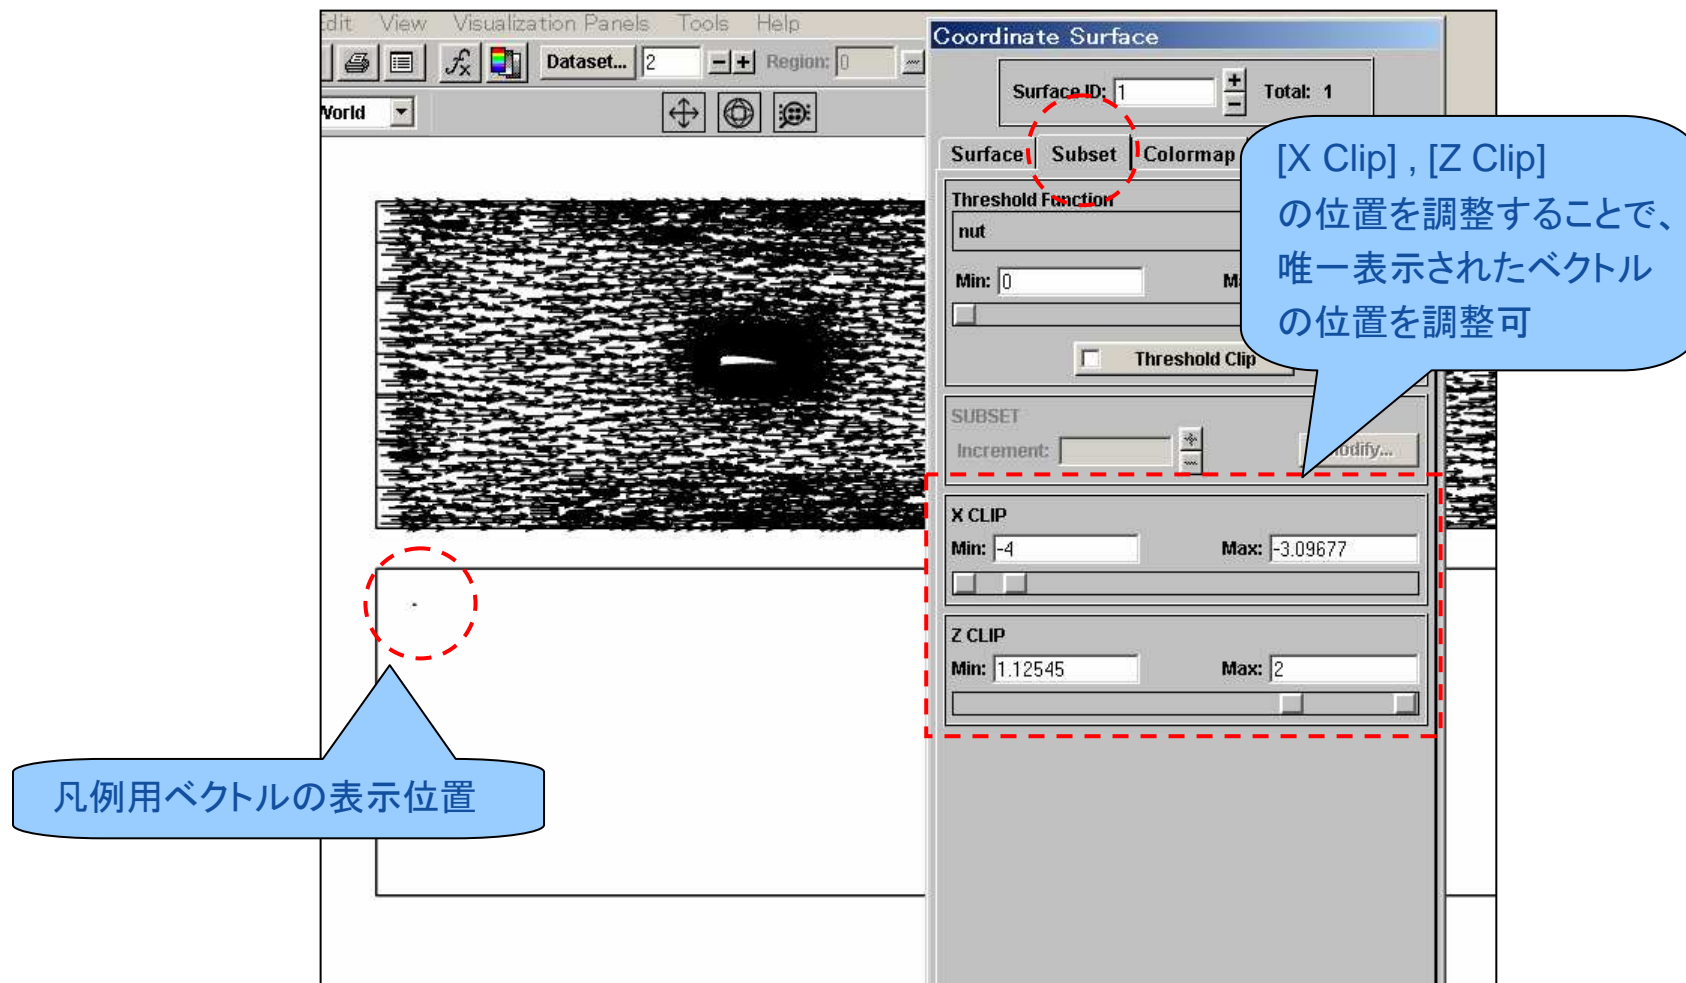 Edit View Visualization Panels Tools Help
Dataset... 2 Region: 0
World
Coordinate Surface
Surface ID: 1 Total: 1
Surface Subset Colormap
Threshold Function
nut
Min: 0
Threshold Clip
SUBSET
Increment:
X CLIP
Min: -4 Max: -3.09677
Z CLIP
Min: 1.12545 Max: 2
[X Clip] , [Z Clip]
の位置を調整することで、
唯一表示されたベクトル
の位置を調整可
凡例用ベクトルの表示位置